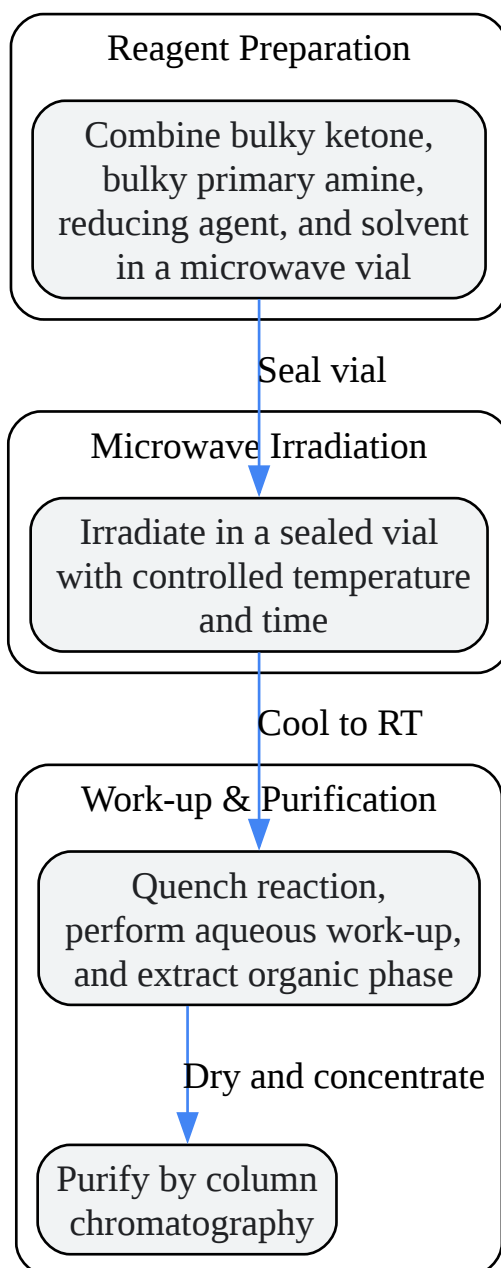 Reagent Preparation
Combine bulky ketone,
bulky primary amine,
reducing agent, and solvent
in a microwave vial
Seal vial
Microwave Irradiation
Irradiate in a sealed vial
with controlled temperature
and time
Cool to RT
Work-up & Purification
Quench reaction,
perform aqueous work-up,
and extract organic phase
Dry and concentrate
Purify by column
chromatography